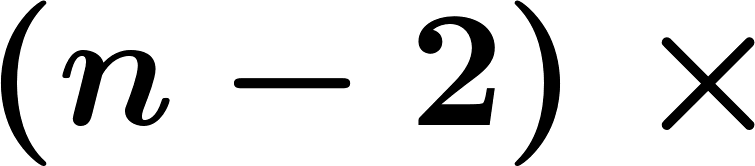 (n − 2) ×